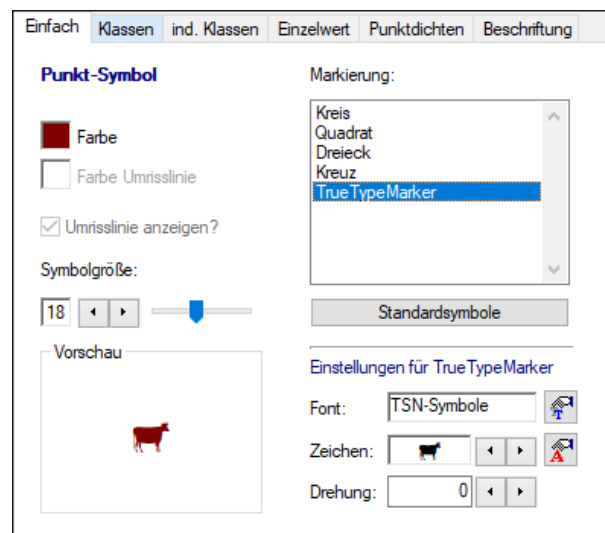 Einfach Klassen ind. Klassen Einzelwert Punktdichten Beschriftung
Punkt-Symbol
Farbe
Farbe Umrisslinie
Umrisslinie anzeigen?
Symbolgröße:
18
Vorschau
Markierung:
Kreis
Quadrat
Dreieck
Kreuz
TrueTypeMarker
Standardsymbole
Einstellungen für TrueTypeMarker
Font: TSN-Symbole T
Zeichen: A
Drehung: 0